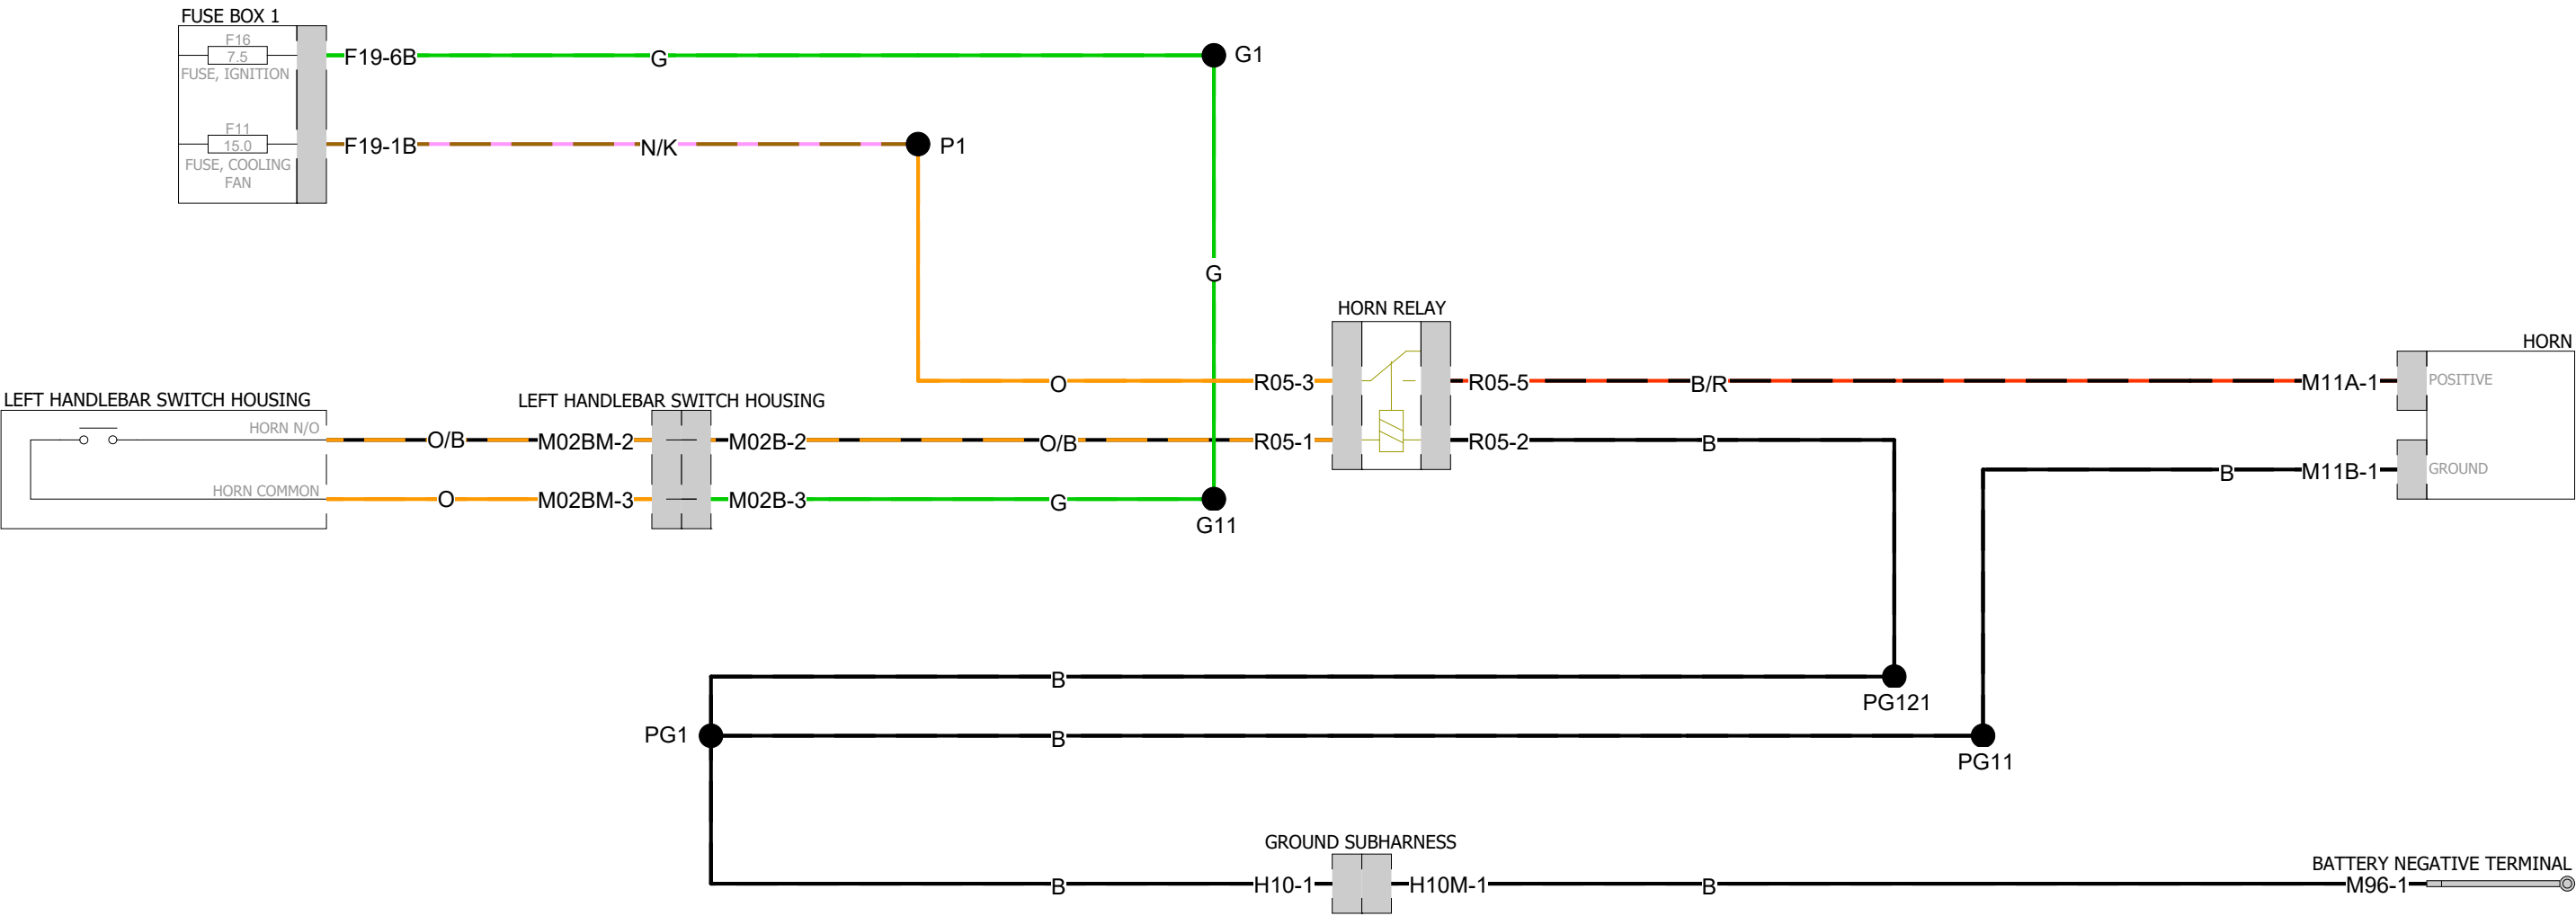 FUSE BOX 1
F16
7.5
FUSE, IGNITION
F19-6B
G
G1
F11
15.0
FUSE, COOLING
FAN
F19-1B
N/K
P1
G
HORN RELAY
HORN
O
R05-3
R05-5
B/R
M11A-1
POSITIVE
LEFT HANDLEBAR SWITCH HOUSING
LEFT HANDLEBAR SWITCH HOUSING
HORN N/O
O/B
M02BM-2
M02B-2
O/B
R05-1
R05-2
B
B
M11B-1
GROUND
HORN COMMON
O
M02BM-3
M02B-3
G
G11
B
PG121
PG1
B
PG11
GROUND SUBHARNESS
BATTERY NEGATIVE TERMINAL
B
H10-1
H10M-1
B
M96-1